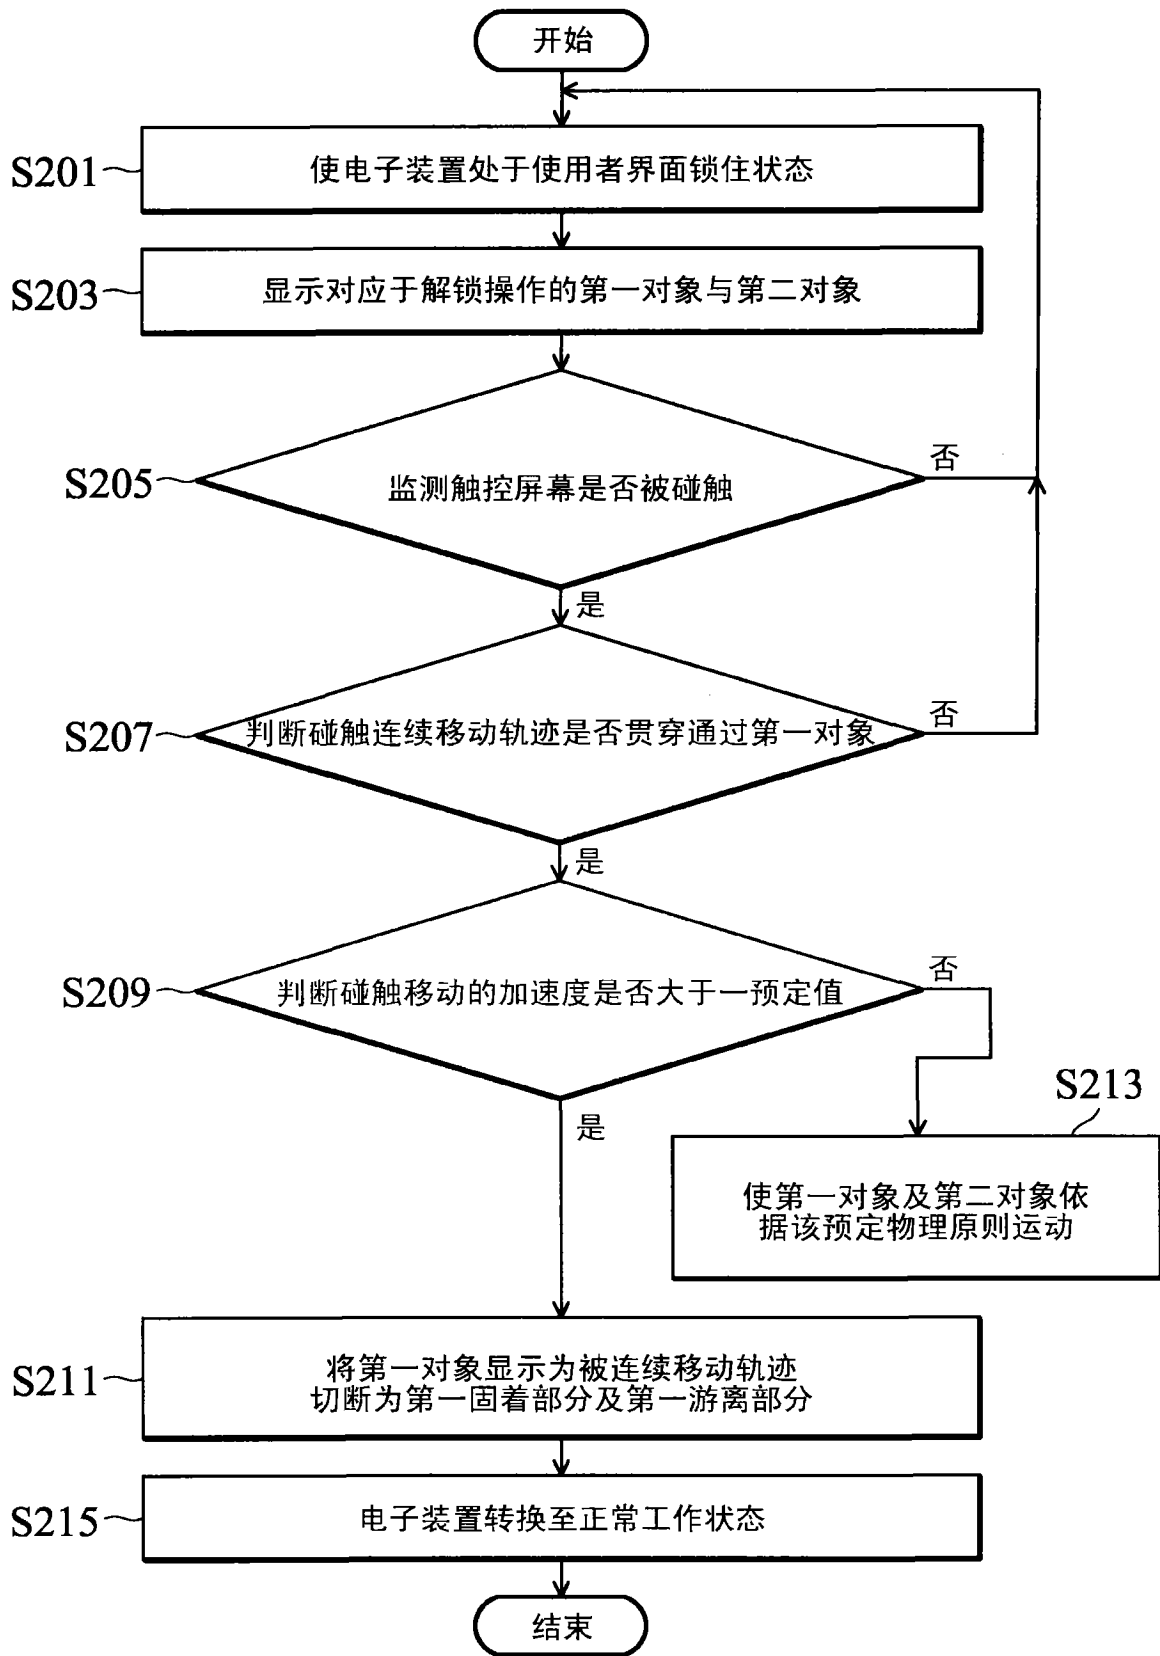 开始
S201
使电子装置处于使用者界面锁住状态
S203
显示对应于解锁操作的第一对象与第二对象
S205
监测触控屏幕是否被碰触
否
是
S207
判断碰触连续移动轨迹是否贯穿通过第一对象
否
是
S209
判断碰触移动的加速度是否大于一预定值
否
是
S213
使第一对象及第二对象依
据该预定物理原则运动
S211
将第一对象显示为被连续移动轨迹
切断为第一固着部分及第一游离部分
S215
电子装置转换至正常工作状态
结束